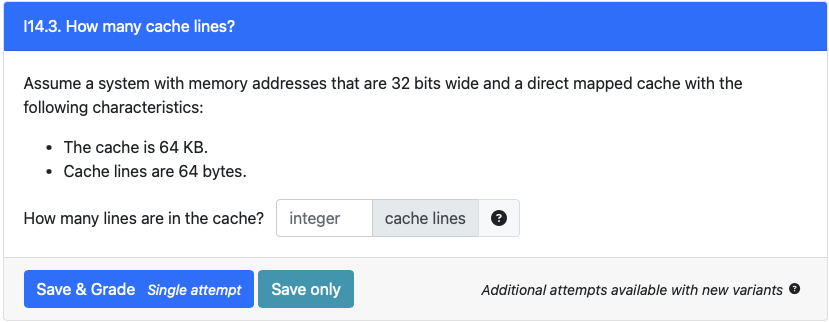 I14.3. How many cache lines?
Assume a system with memory addresses that are 32 bits wide and a direct mapped cache with the
following characteristics:
• The cache is 64 KB.
• Cache lines are 64 bytes.
How many lines are in the cache? integer cache lines ?
Save & Grade Single attempt Save only Additional attempts available with new variants ?